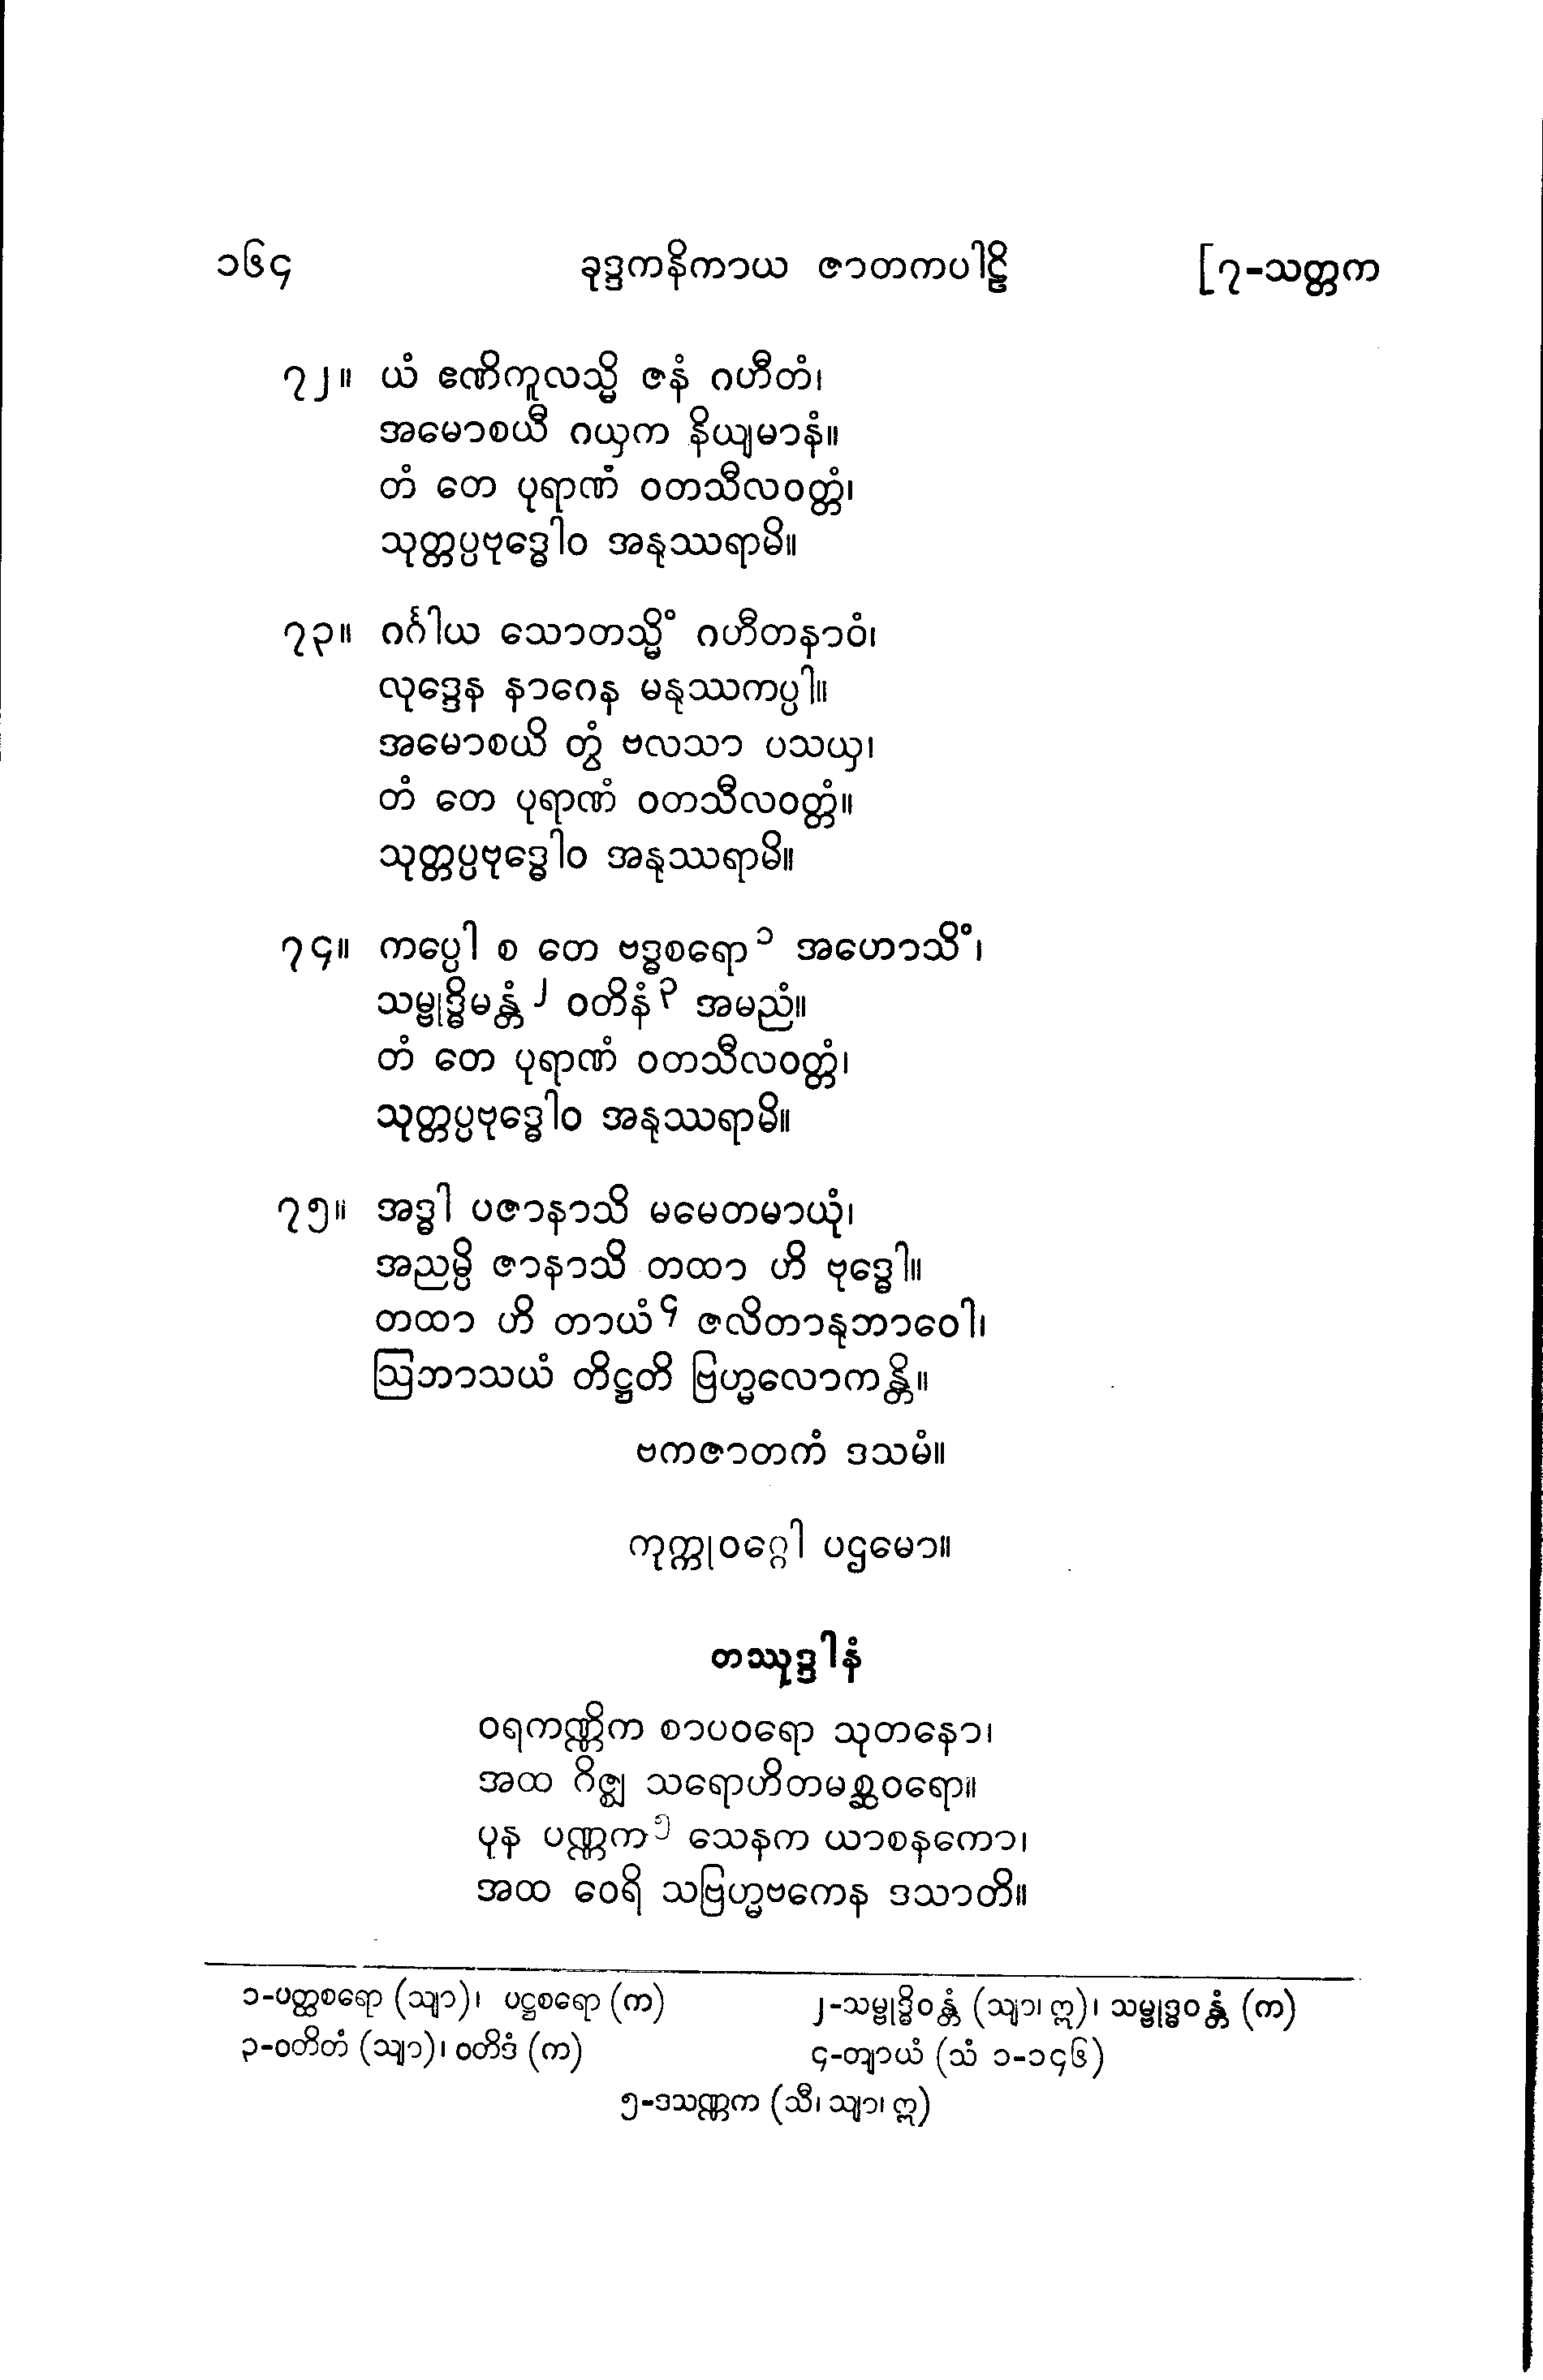 ၁၆၄ ခုဒ္ဒကနိကာယ ဇာတကပါဠိ [၇-သတ္တက
၇၂။ ယံ ဧဏိကူလသ္မိ ဇနံ ဂဟီတံ၊
အမောစယီ ဂယှက နိယျမာနံ။
တံ တေ ပုရာဏံ ဝတသီလဝတ္တံ၊
သုတ္တပ္ပဗုဒ္ဓေါဝ အနုဿရာမိ။
၇၃။ ဂင်္ဂါယ သောတသ္မိံ ဂဟီတနာဝံ၊
လုဒ္ဒေန နာဂေန မနုဿကပ္ပါ။
အမောစယိ တွံ ဗလသာ ပသယှ၊
တံ တေ ပုရာဏံ ဝတသီလဝတ္တံ။
သုတ္တပ္ပဗုဒ္ဓေါဝ အနုဿရာမိ။
၇၄။ ကပ္ပေါ စ တေ ဗဒ္ဓစရော၁ အဟောသိံ၊
သမ္ဗုဒ္ဓိမန္တံ၂ ဝတိနံ၃ အမညံ။
တံ တေ ပုရာဏံ ဝတသီလဝတ္တံ၊
သုတ္တပ္ပဗုဒ္ဓေါဝ အနုဿရာမိ။
၇၅။ အဒ္ဓါ ပဇာနာသိ မမေတမာယုံ၊
အညမ္ပိ ဇာနာသိ တထာ ဟိ ဗုဒ္ဓေါ။
တထာ ဟိ တာယံ၄ ဇလိတာနုဘာဝေါ၊
ဩဘာသယံ တိဋ္ဌတိ ဗြဟ္မလောကန္တိ။
ဗကဇာတကံ ဒသမံ။
ကုက္ကုဝဂ္ဂေါ ပဌမော။
တဿုဒ္ဒါနံ
ဝရကဏ္ဏိက စာပဝရော သုတနော၊
အထ ဂိဇ္ဈ သရောဟိတမစ္ဆဝရော။
ပုန ပဏ္ဏက၅ သေနက ယာစနကော၊
အထ ဝေရိ သဗြဟ္မဗကေန ဒသာတိ။
၁-ပတ္ထစရော (သျာ)၊ ပဋ္ဌစရော (က) ၂-သမ္ဗုဒ္ဓိဝန္တံ (သျာ၊ ဣ)၊ သမ္ဗုဒ္ဓဝန္တံ (က)
၃-ဝတိတံ (သျာ)၊ ဝတိဒံ (က) ၄-တျာယံ (သံ ၁-၁၄၆)
၅-ဒသဏ္ဏက (သီ၊ သျာ၊ ဣ)